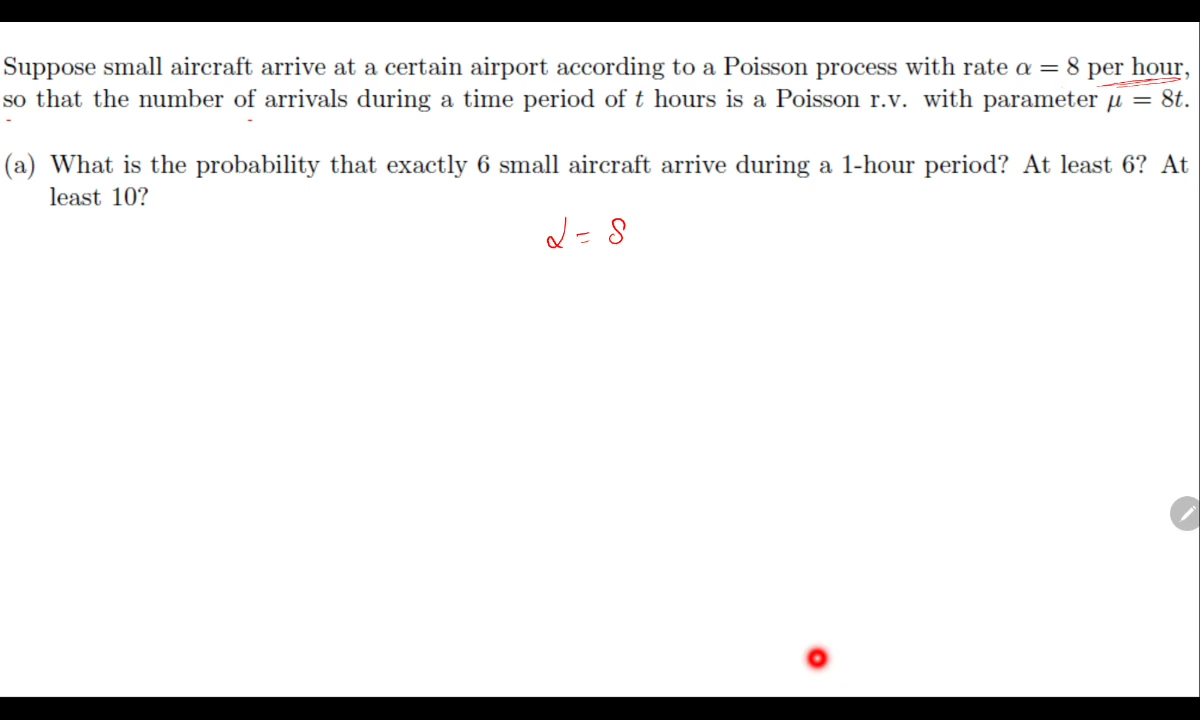 Suppose small aircraft arrive at a certain airport according to a Poisson process with rate α = 8 per hour,
so that the number of arrivals during a time period of t hours is a Poisson r.v. with parameter μ = 8t.
(a) What is the probability that exactly 6 small aircraft arrive during a 1-hour period? At least 6? At
least 10?
α = 8